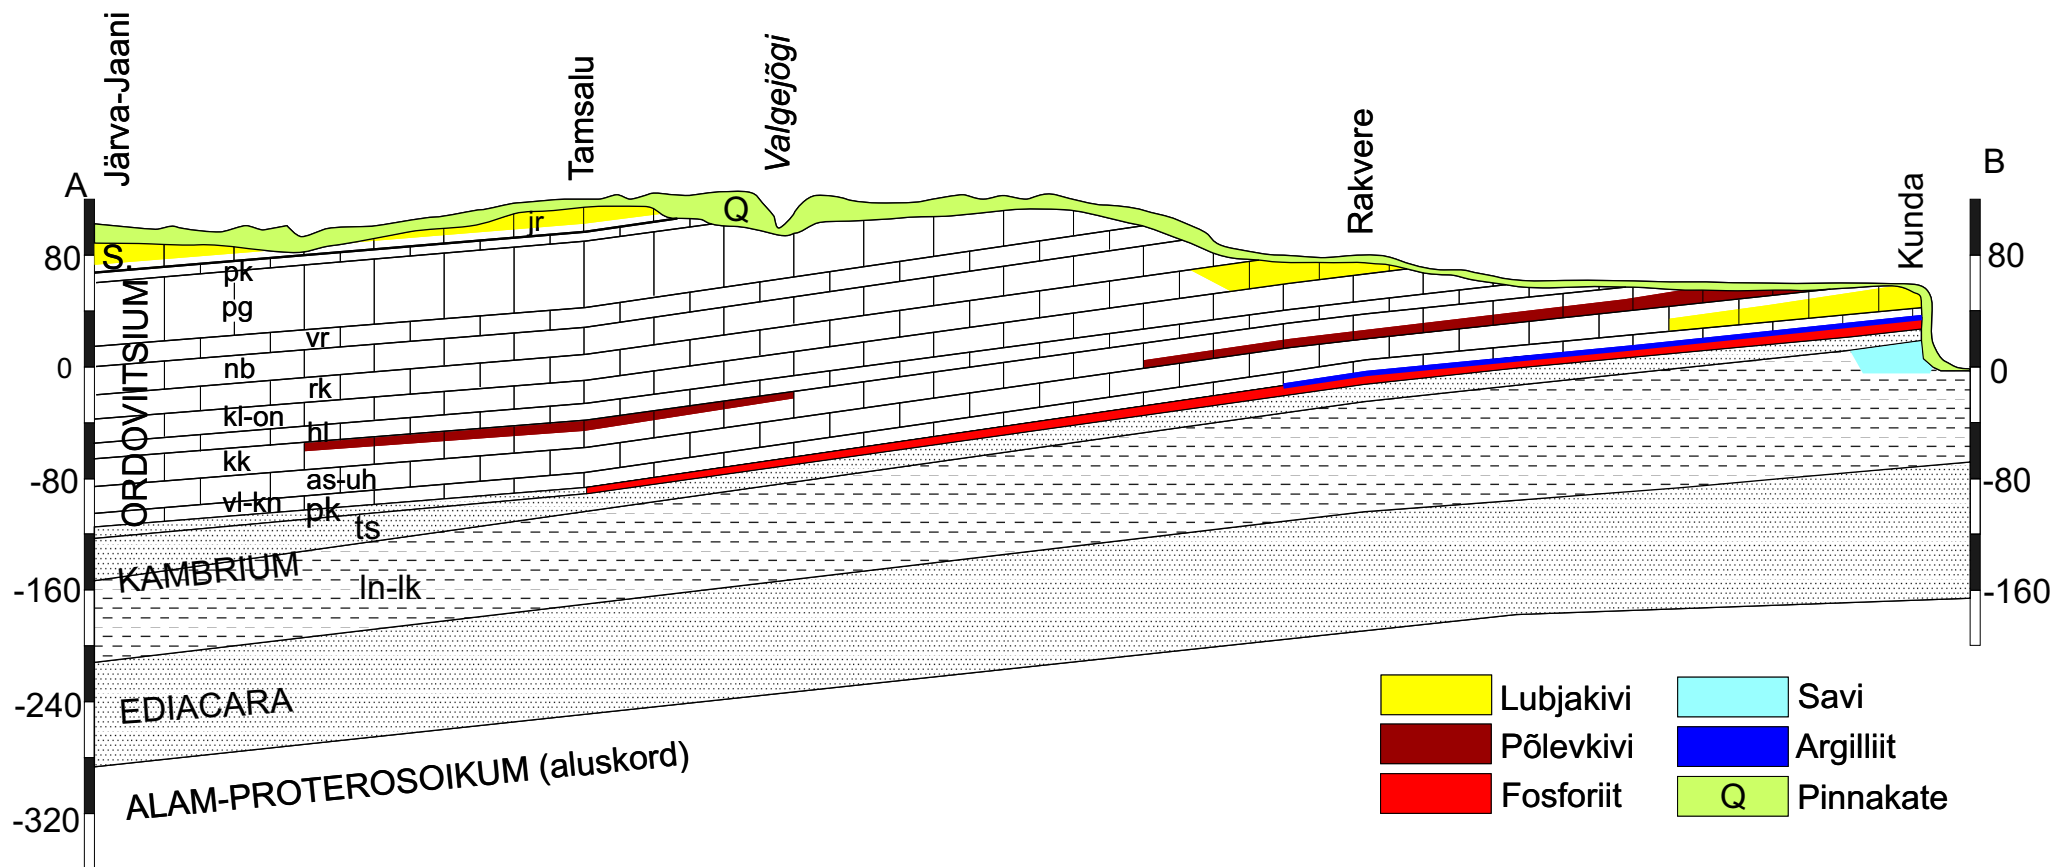 Järva-Jaani
Tamsalu
Valgejõgi
Rakvere
Kunda
A
B
Q
jr
S.
80
80
pk
pg
vr
0
0
nb
rk
kl-on
hl
kk
-80
-80
as-uh
vl-kn
pk
ts
ORDOVIITSIUM
KAMBRIUM
ln-lk
-160
-160
-240
EDIACARA
ALAM-PROTEROSOIKUM (aluskord)
-320
Lubjakivi
Savi
Põlevkivi
Argilliit
Fosforiit
Q
Pinnakate